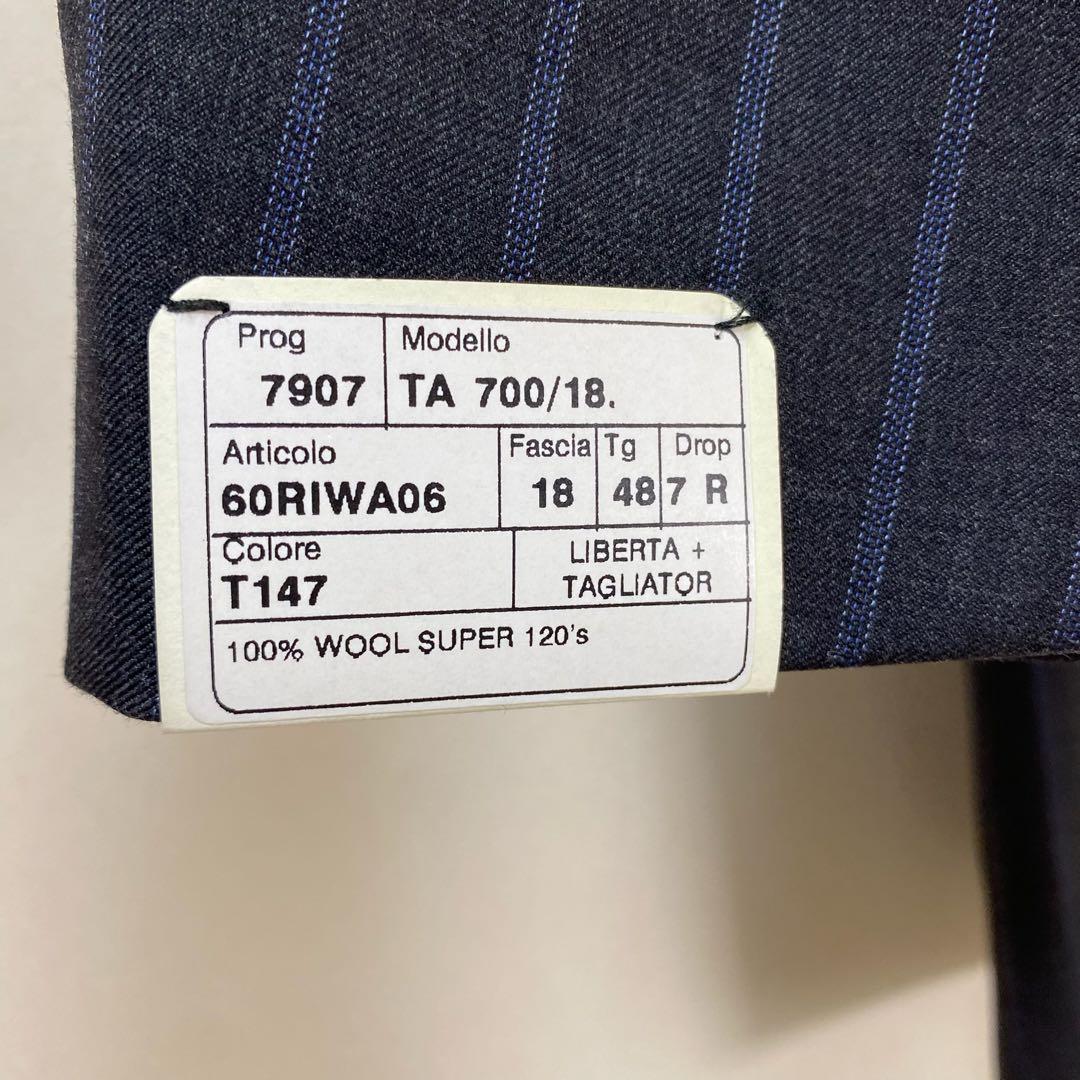 Prog Modello
7907 TA 700/18.
Articolo Fascia Tg Drop
60RIWA06 18 48 7 R
Colore LIBERTA +
T147 TAGLIATOR
100% WOOL SUPER 120's